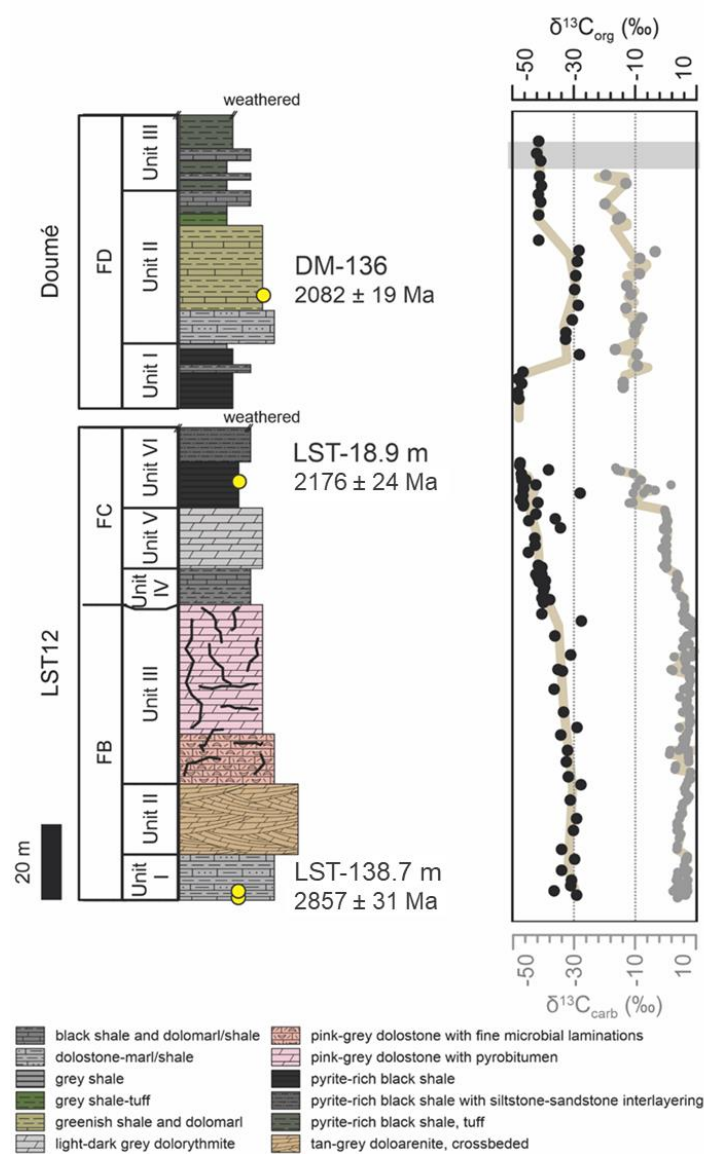 δ13Corg (‰)
-50
-30
-10
10
weathered
Doumé
FD
Unit III
Unit II
Unit I
DM-136
2082 ± 19 Ma
weathered
LST12
FC
Unit VI
Unit V
Unit
IV
LST-18.9 m
2176 ± 24 Ma
FB
Unit III
Unit II
Unit
I
LST-138.7 m
2857 ± 31 Ma
20 m
-50
-30
-10
10
δ13Ccarb (‰)
black shale and dolomarl/shale
dolostone-marl/shale
grey shale
grey shale-tuff
greenish shale and dolomarl
light-dark grey dolorythmite
pink-grey dolostone with fine microbial laminations
pink-grey dolostone with pyrobitumen
pyrite-rich black shale
pyrite-rich black shale with siltstone-sandstone interlayering
pyrite-rich black shale, tuff
tan-grey doloarenite, crossbeded